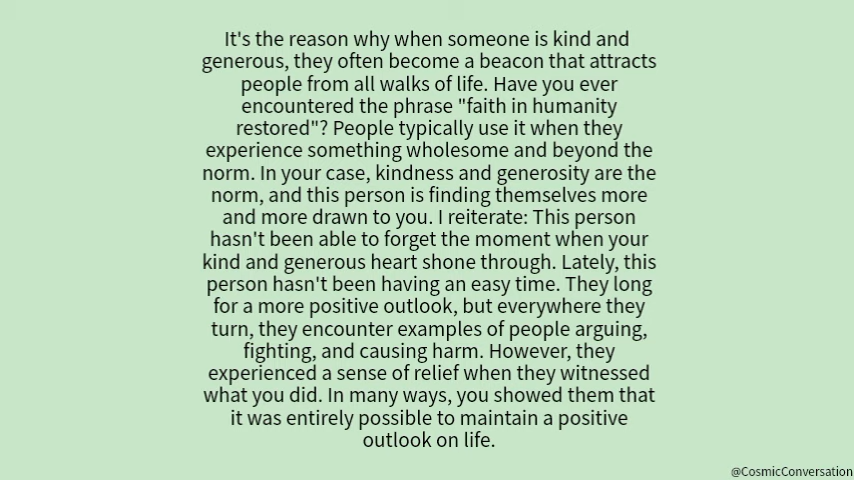 It's the reason why when someone is kind and
generous, they often become a beacon that attracts
people from all walks of life. Have you ever
encountered the phrase "faith in humanity
restored"? People typically use it when they
experience something wholesome and beyond the
norm. In your case, kindness and generosity are the
norm, and this person is finding themselves more
and more drawn to you. I reiterate: This person
hasn't been able to forget the moment when your
kind and generous heart shone through. Lately, this
person hasn't been having an easy time. They long
for a more positive outlook, but everywhere they
turn, they encounter examples of people arguing,
fighting, and causing harm. However, they
experienced a sense of relief when they witnessed
what you did. In many ways, you showed them that
it was entirely possible to maintain a positive
outlook on life.
@CosmicConversation